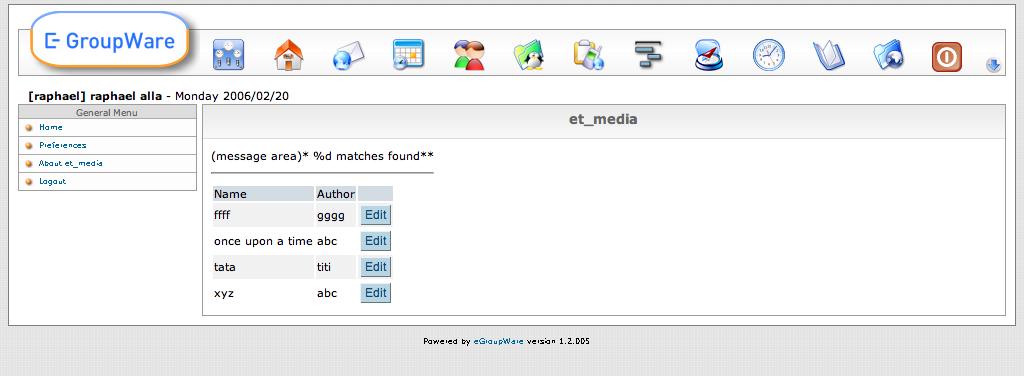 E- GroupWare
[raphael] raphael alla - Monday 2006/02/20
General Menu
Home
Preferences
About et_media
Logout
et_media
(message area)* %d matches found**
Name Author
ffff gggg Edit
once upon a time abc Edit
tata titi Edit
xyz abc Edit
Powered by eGroupWare version 1.2.005